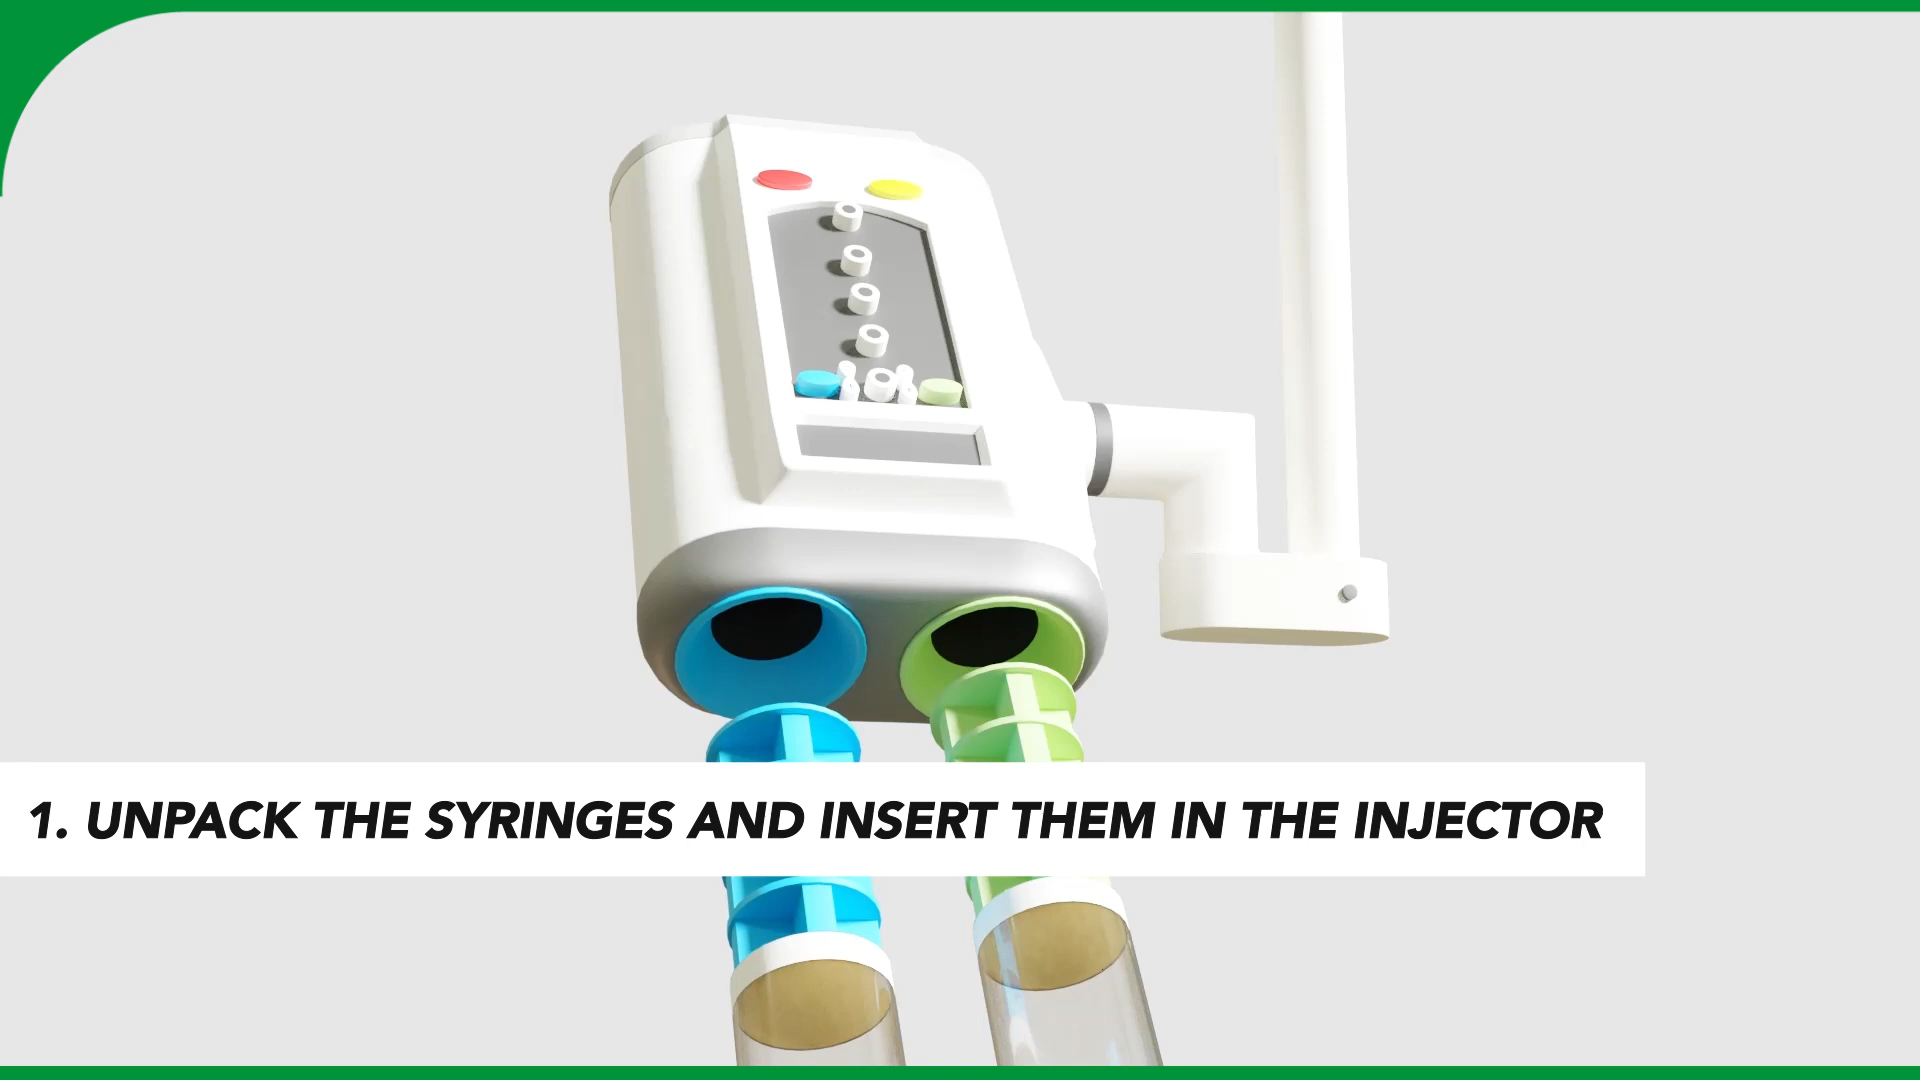 1. UNPACK THE SYRINGES AND INSERT THEM IN THE INJECTOR